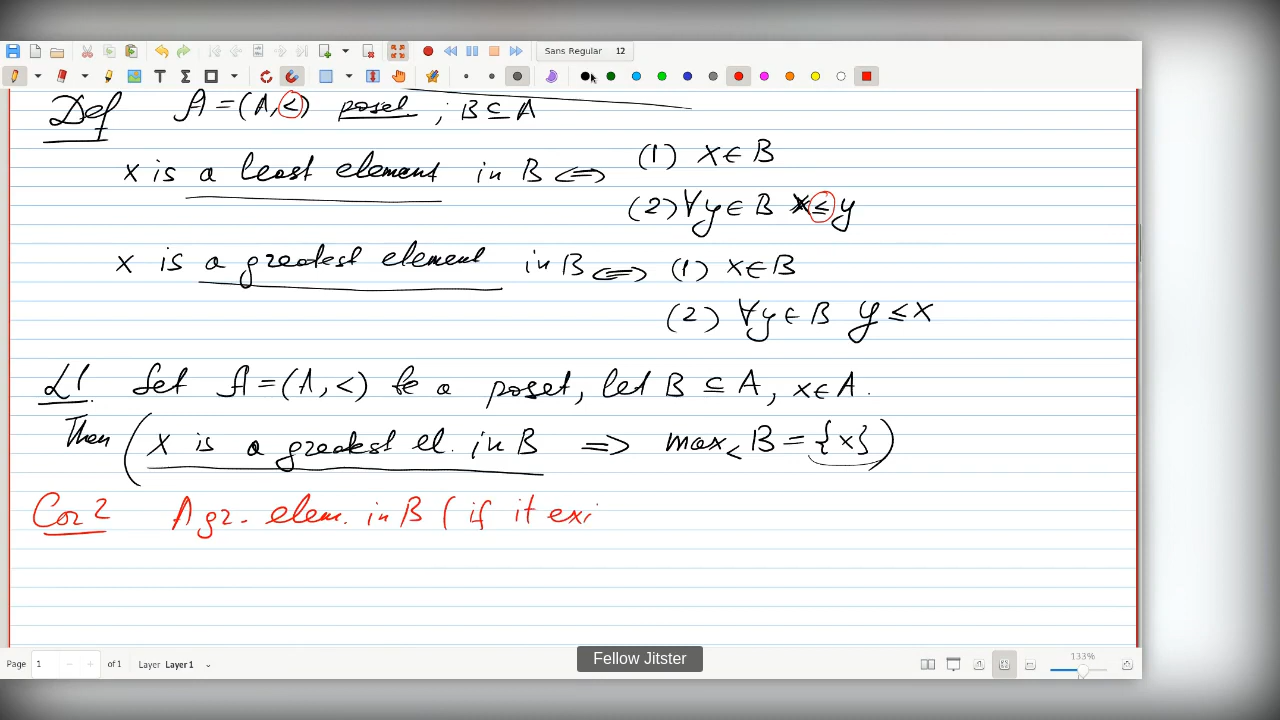 Sans Regular 12
Def 𝒜 = (A, <) poset ; B ⊆ A
x is a least element in B ⟺ (1) x ∈ B
(2) ∀y ∈ B x ≤ y
x is a greatest element in B ⟺ (1) x ∈ B
(2) ∀y ∈ B y ≤ x
L1. Let 𝒜 = (A, <) be a poset, let B ⊆ A, x ∈ A.
Then (x is a greatest el. in B ⟹ max< B = {x})
Cor 2 A gr. elem. in B (if it exi
Fellow Jitster
Page 1 of 1 Layer Layer 1 133%